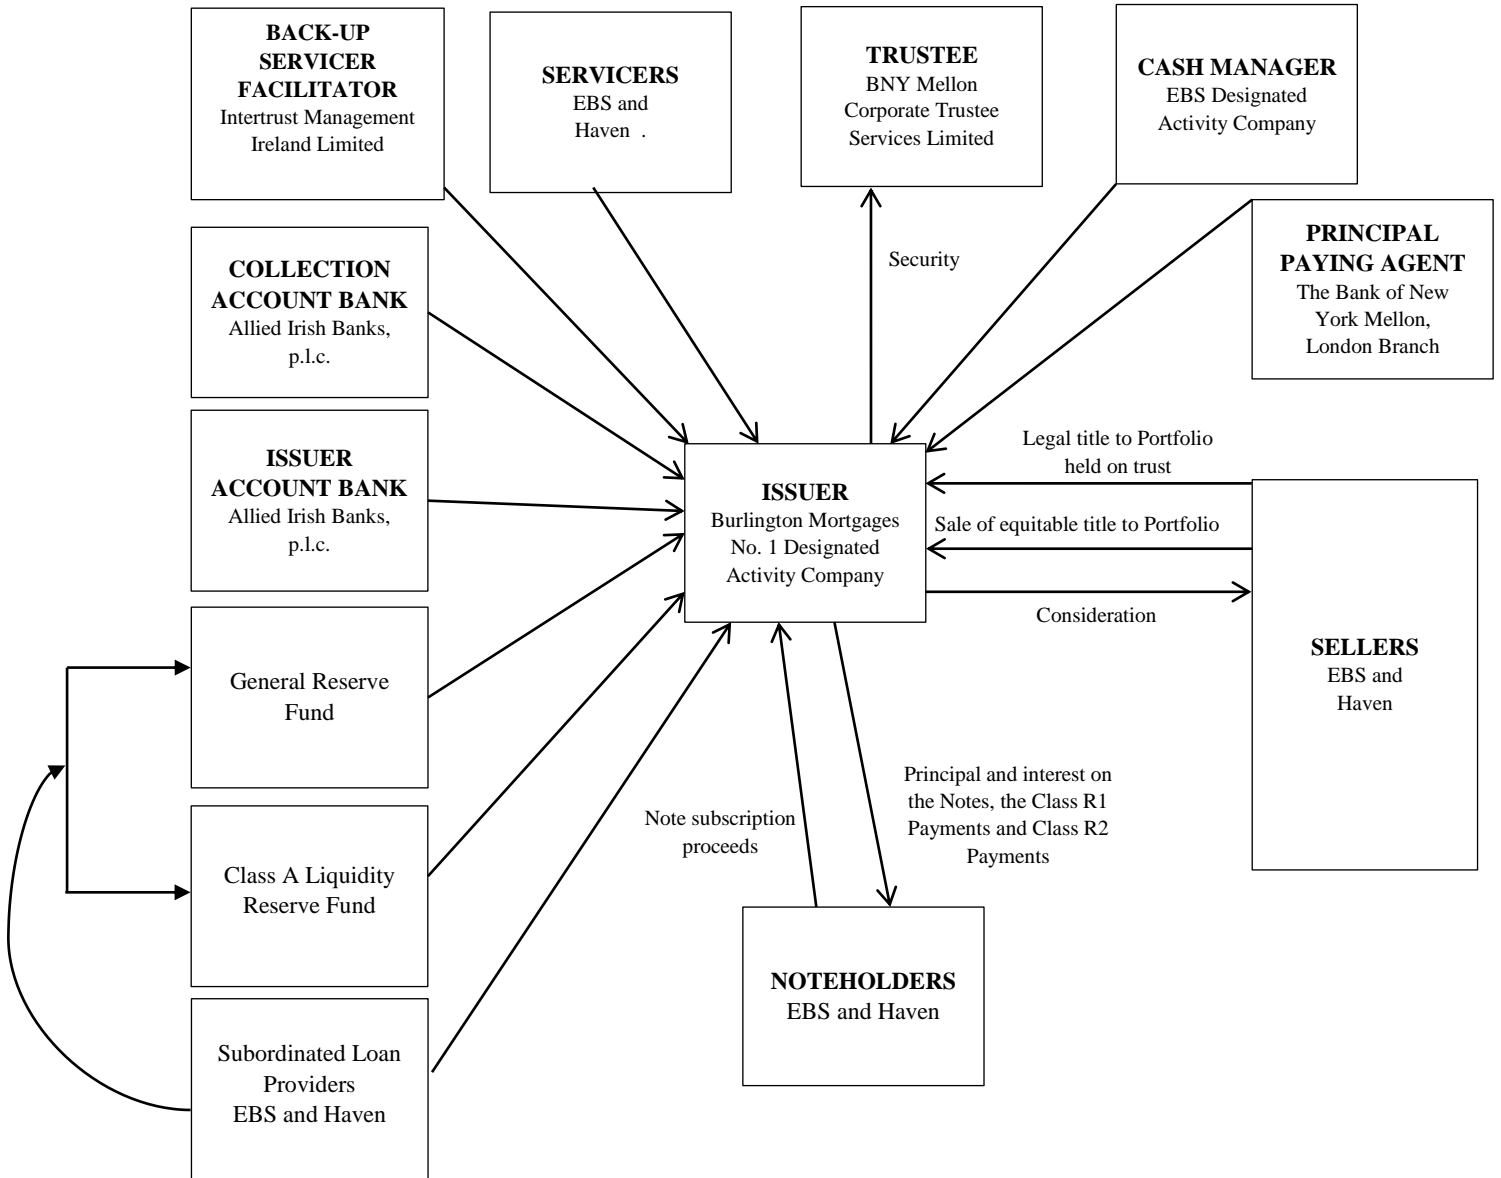 BACK-UP
SERVICER
FACILITATOR
Intertrust Management
Ireland Limited
SERVICERS
EBS and
Haven .
TRUSTEE
BNY Mellon
Corporate Trustee
Services Limited
CASH MANAGER
EBS Designated
Activity Company
PRINCIPAL
PAYING AGENT
The Bank of New
York Mellon,
London Branch
COLLECTION
ACCOUNT BANK
Allied Irish Banks,
p.l.c.
Security
ISSUER
ACCOUNT BANK
Allied Irish Banks,
p.l.c.
ISSUER
Burlington Mortgages
No. 1 Designated
Activity Company
Legal title to Portfolio
held on trust
Sale of equitable title to Portfolio
Consideration
SELLERS
EBS and
Haven
General Reserve
Fund
Class A Liquidity
Reserve Fund
Note subscription
proceeds
Principal and interest on
the Notes, the Class R1
Payments and Class R2
Payments
NOTEHOLDERS
EBS and Haven
Subordinated Loan
Providers
EBS and Haven